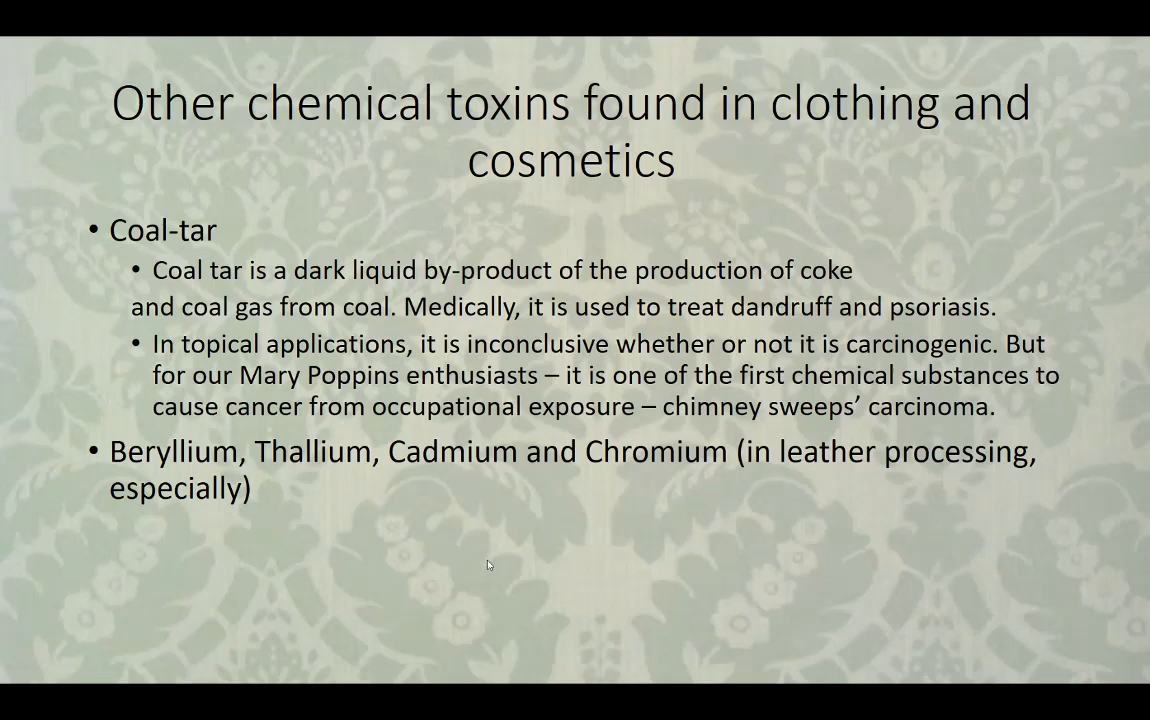 Other chemical toxins found in clothing and
cosmetics
• Coal-tar
• Coal tar is a dark liquid by-product of the production of coke
and coal gas from coal. Medically, it is used to treat dandruff and psoriasis.
• In topical applications, it is inconclusive whether or not it is carcinogenic. But
for our Mary Poppins enthusiasts – it is one of the first chemical substances to
cause cancer from occupational exposure – chimney sweeps’ carcinoma.
• Beryllium, Thallium, Cadmium and Chromium (in leather processing,
especially)